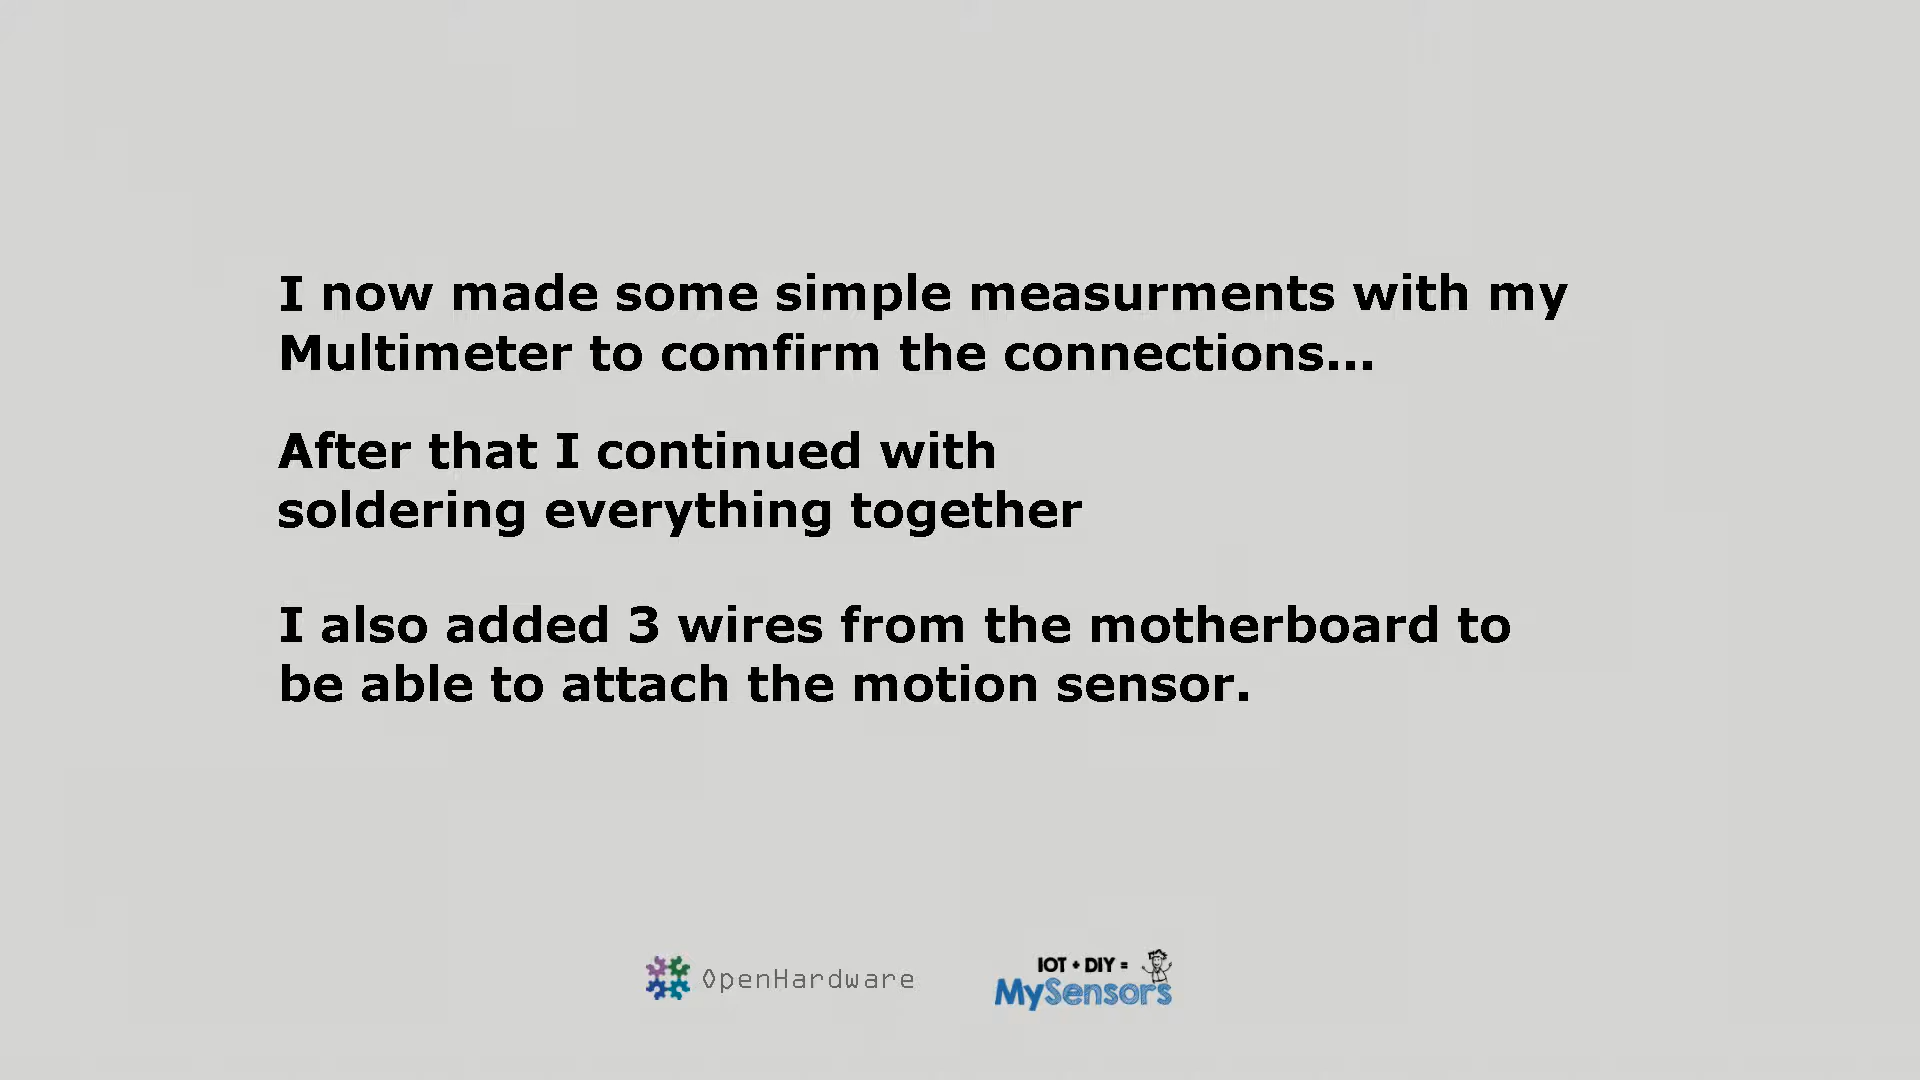 I now made some simple measurments with my
Multimeter to comfirm the connections...
After that I continued with
soldering everything together
I also added 3 wires from the motherboard to
be able to attach the motion sensor.
OpenHardware
IOT + DIY =
MySensors